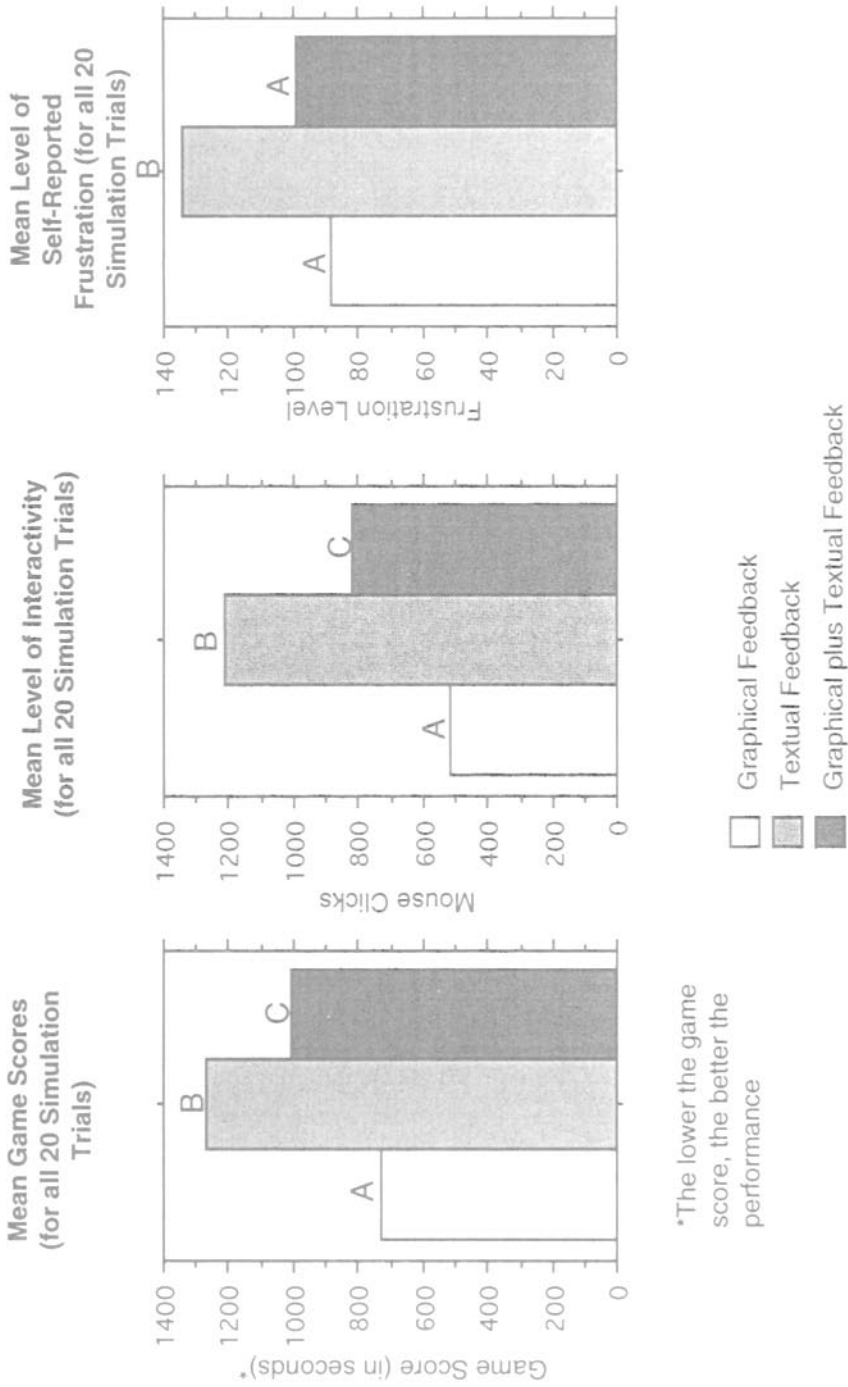 Mean Game Scores
(for all 20 Simulation
Trials)
1400
1200
1000
800
600
400
200
0
Game Score (in seconds)*
A
B
C
*The lower the game
score, the better the
performance
Mean Level of Interactivity
(for all 20 Simulation Trials)
1400
1200
1000
800
600
400
200
0
Mouse Clicks
A
B
C
Mean Level of
Self-Reported
Frustration (for all 20
Simulation Trials)
140
120
100
80
60
40
20
0
Frustration Level
A
B
A
Graphical Feedback
Textual Feedback
Graphical plus Textual Feedback